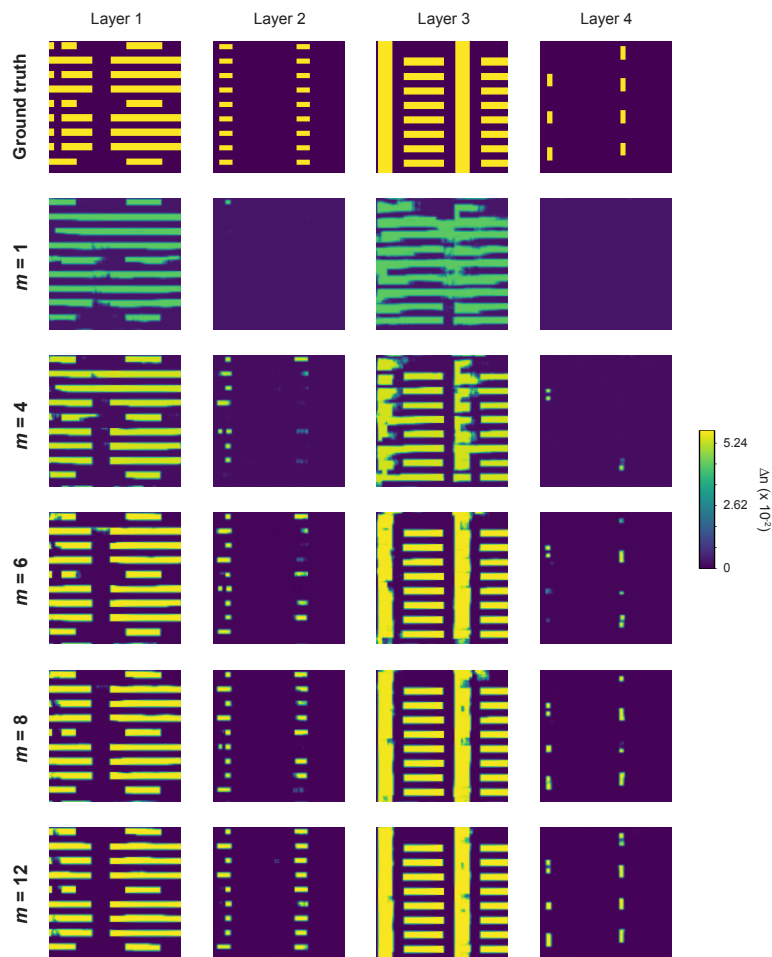 Layer 1
Layer 2
Layer 3
Layer 4
Ground truth
m = 1
m = 4
m = 6
m = 8
m = 12
5.24
2.62
0
Δn (x 10⁻²)